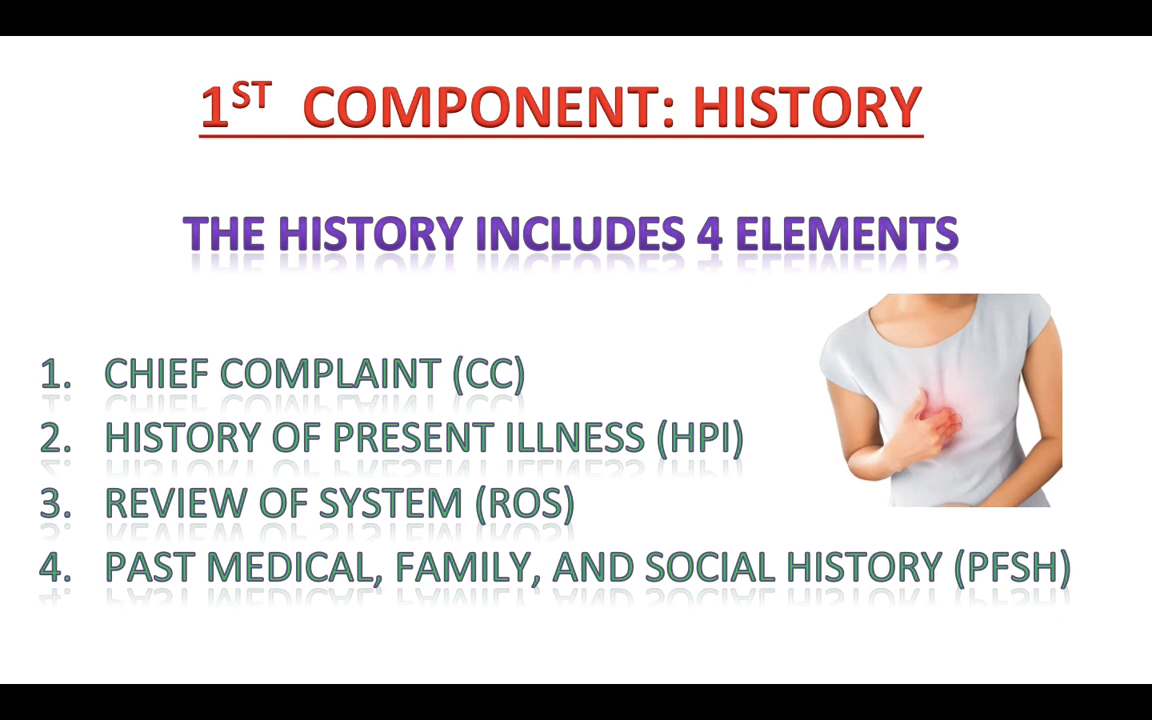 1ST COMPONENT: HISTORY
THE HISTORY INCLUDES 4 ELEMENTS
1. CHIEF COMPLAINT (CC)
2. HISTORY OF PRESENT ILLNESS (HPI)
3. REVIEW OF SYSTEM (ROS)
4. PAST MEDICAL, FAMILY, AND SOCIAL HISTORY (PFSH)